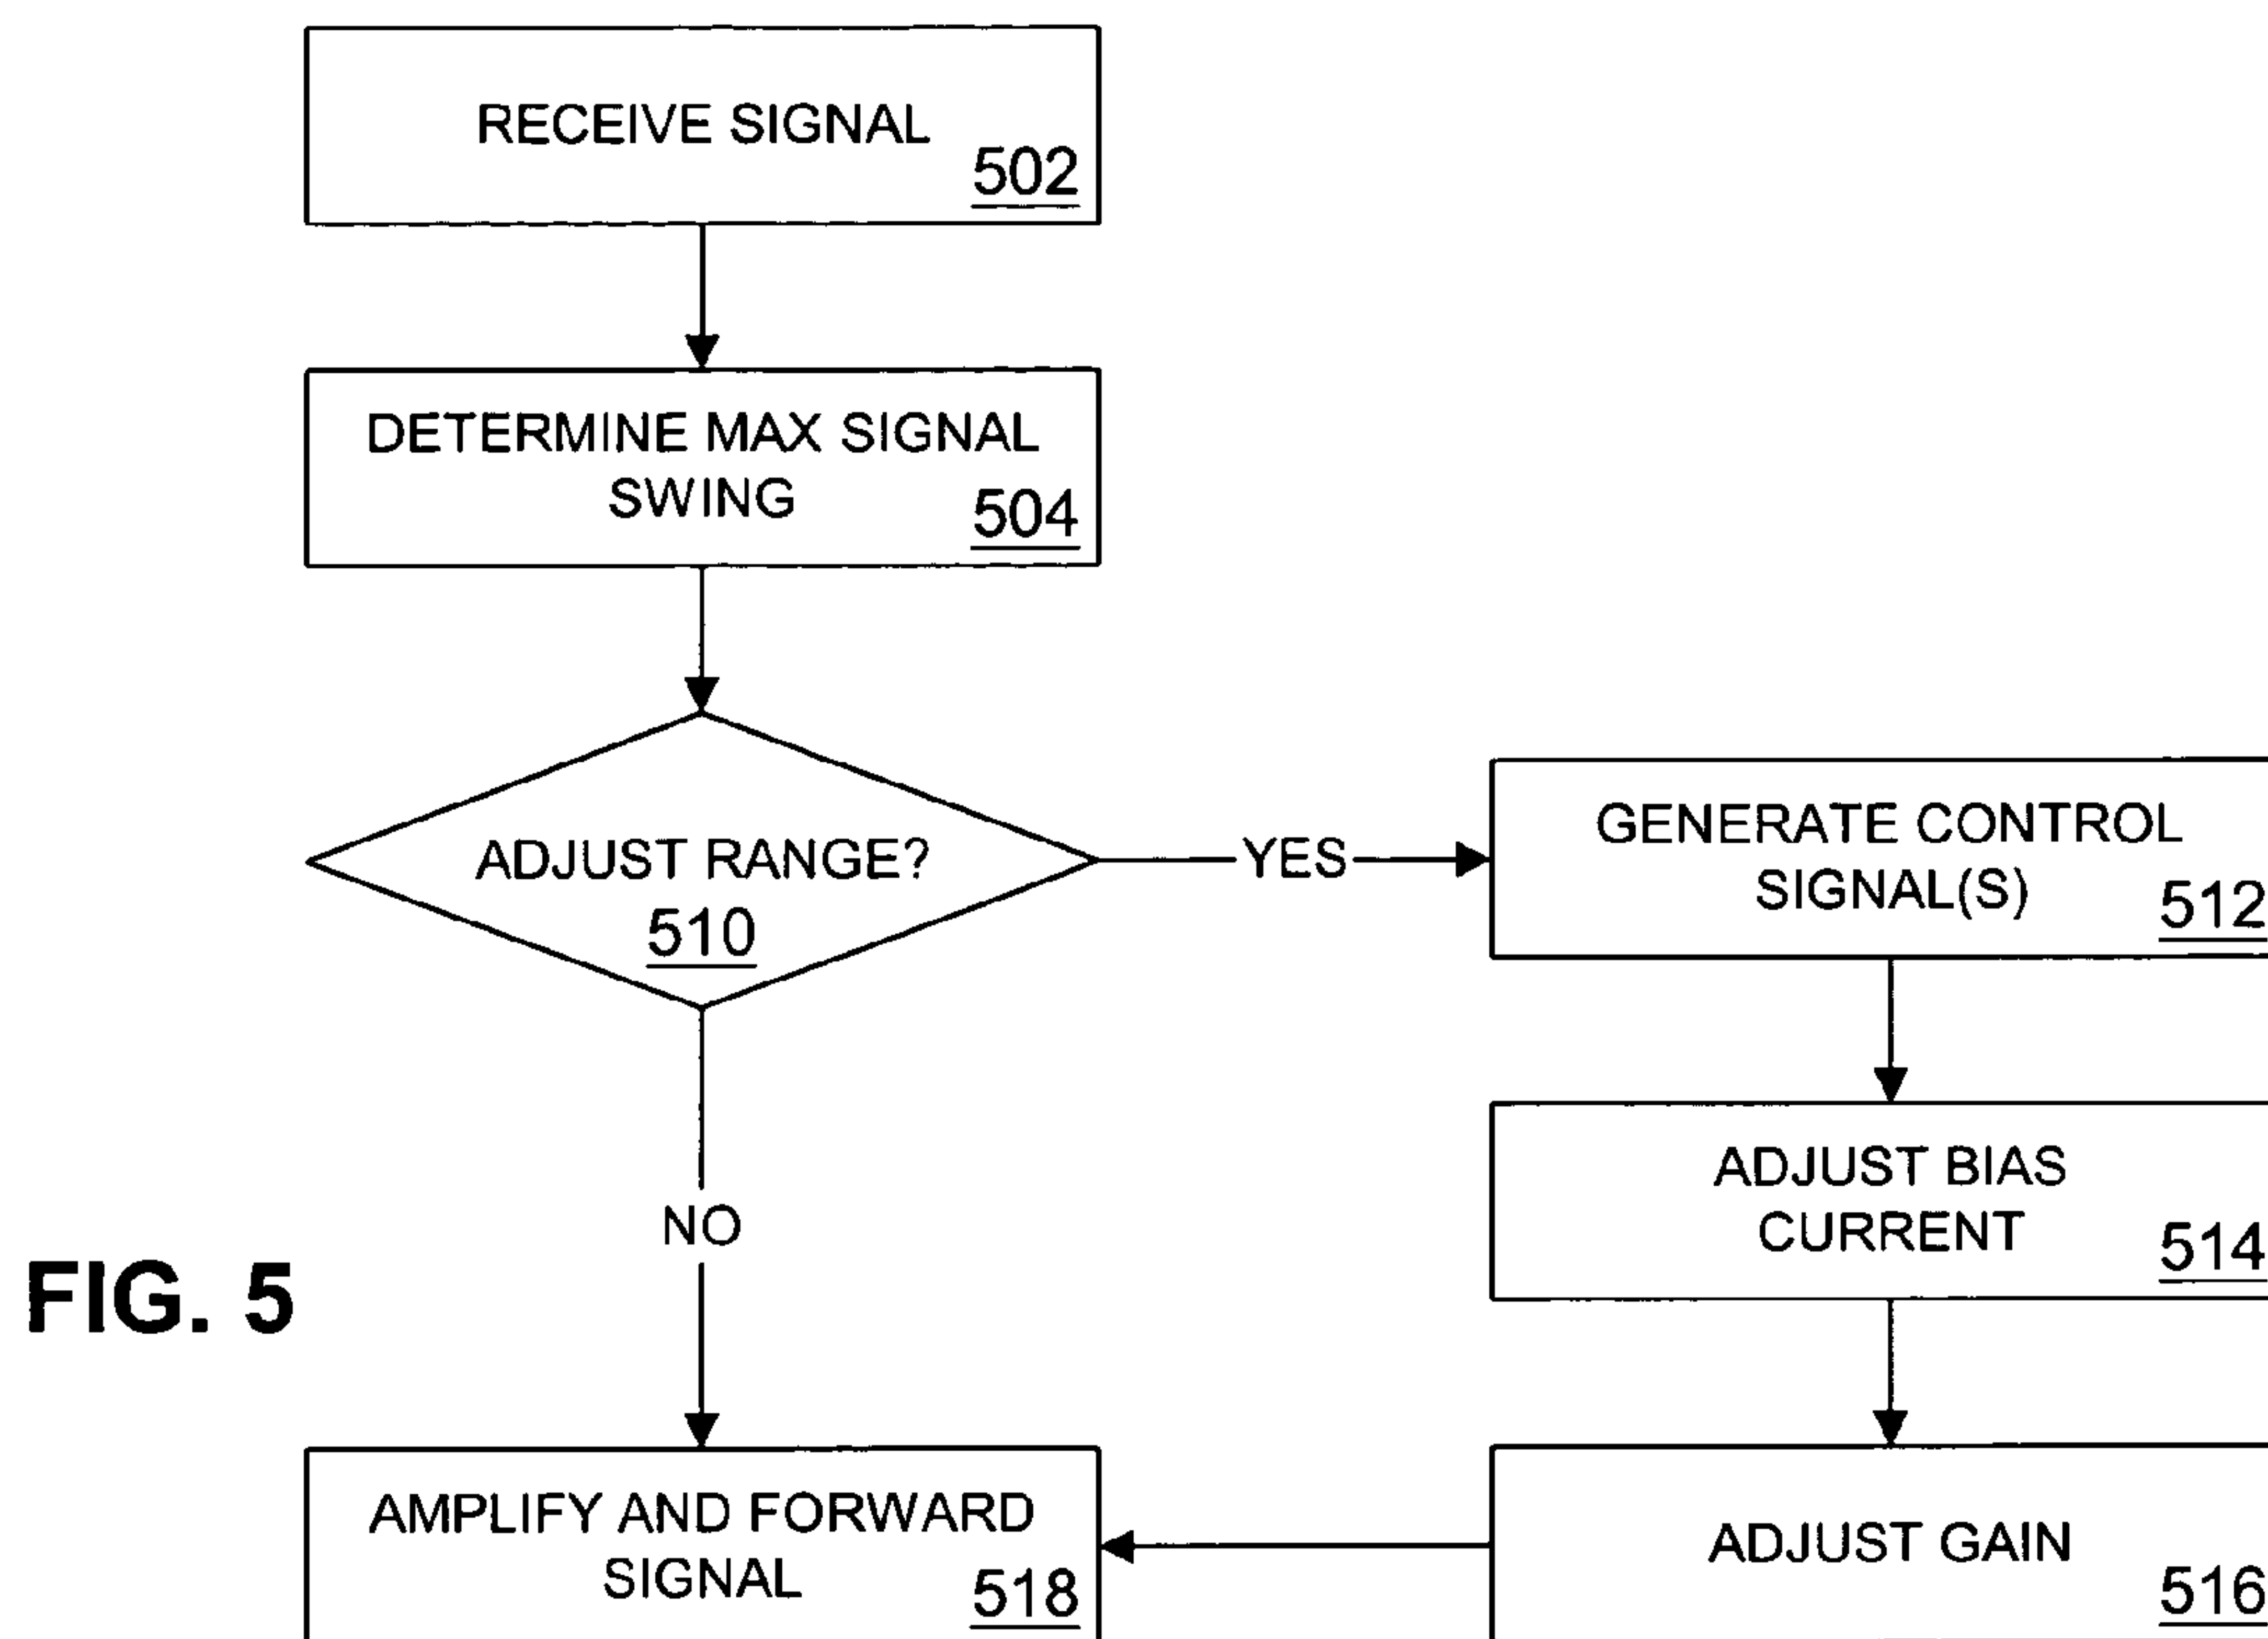 RECEIVE SIGNAL
502
DETERMINE MAX SIGNAL
SWING
504
ADJUST RANGE?
510
YES
GENERATE CONTROL
SIGNAL(S)
512
ADJUST BIAS
CURRENT
514
NO
FIG. 5
AMPLIFY AND FORWARD
SIGNAL
518
ADJUST GAIN
516